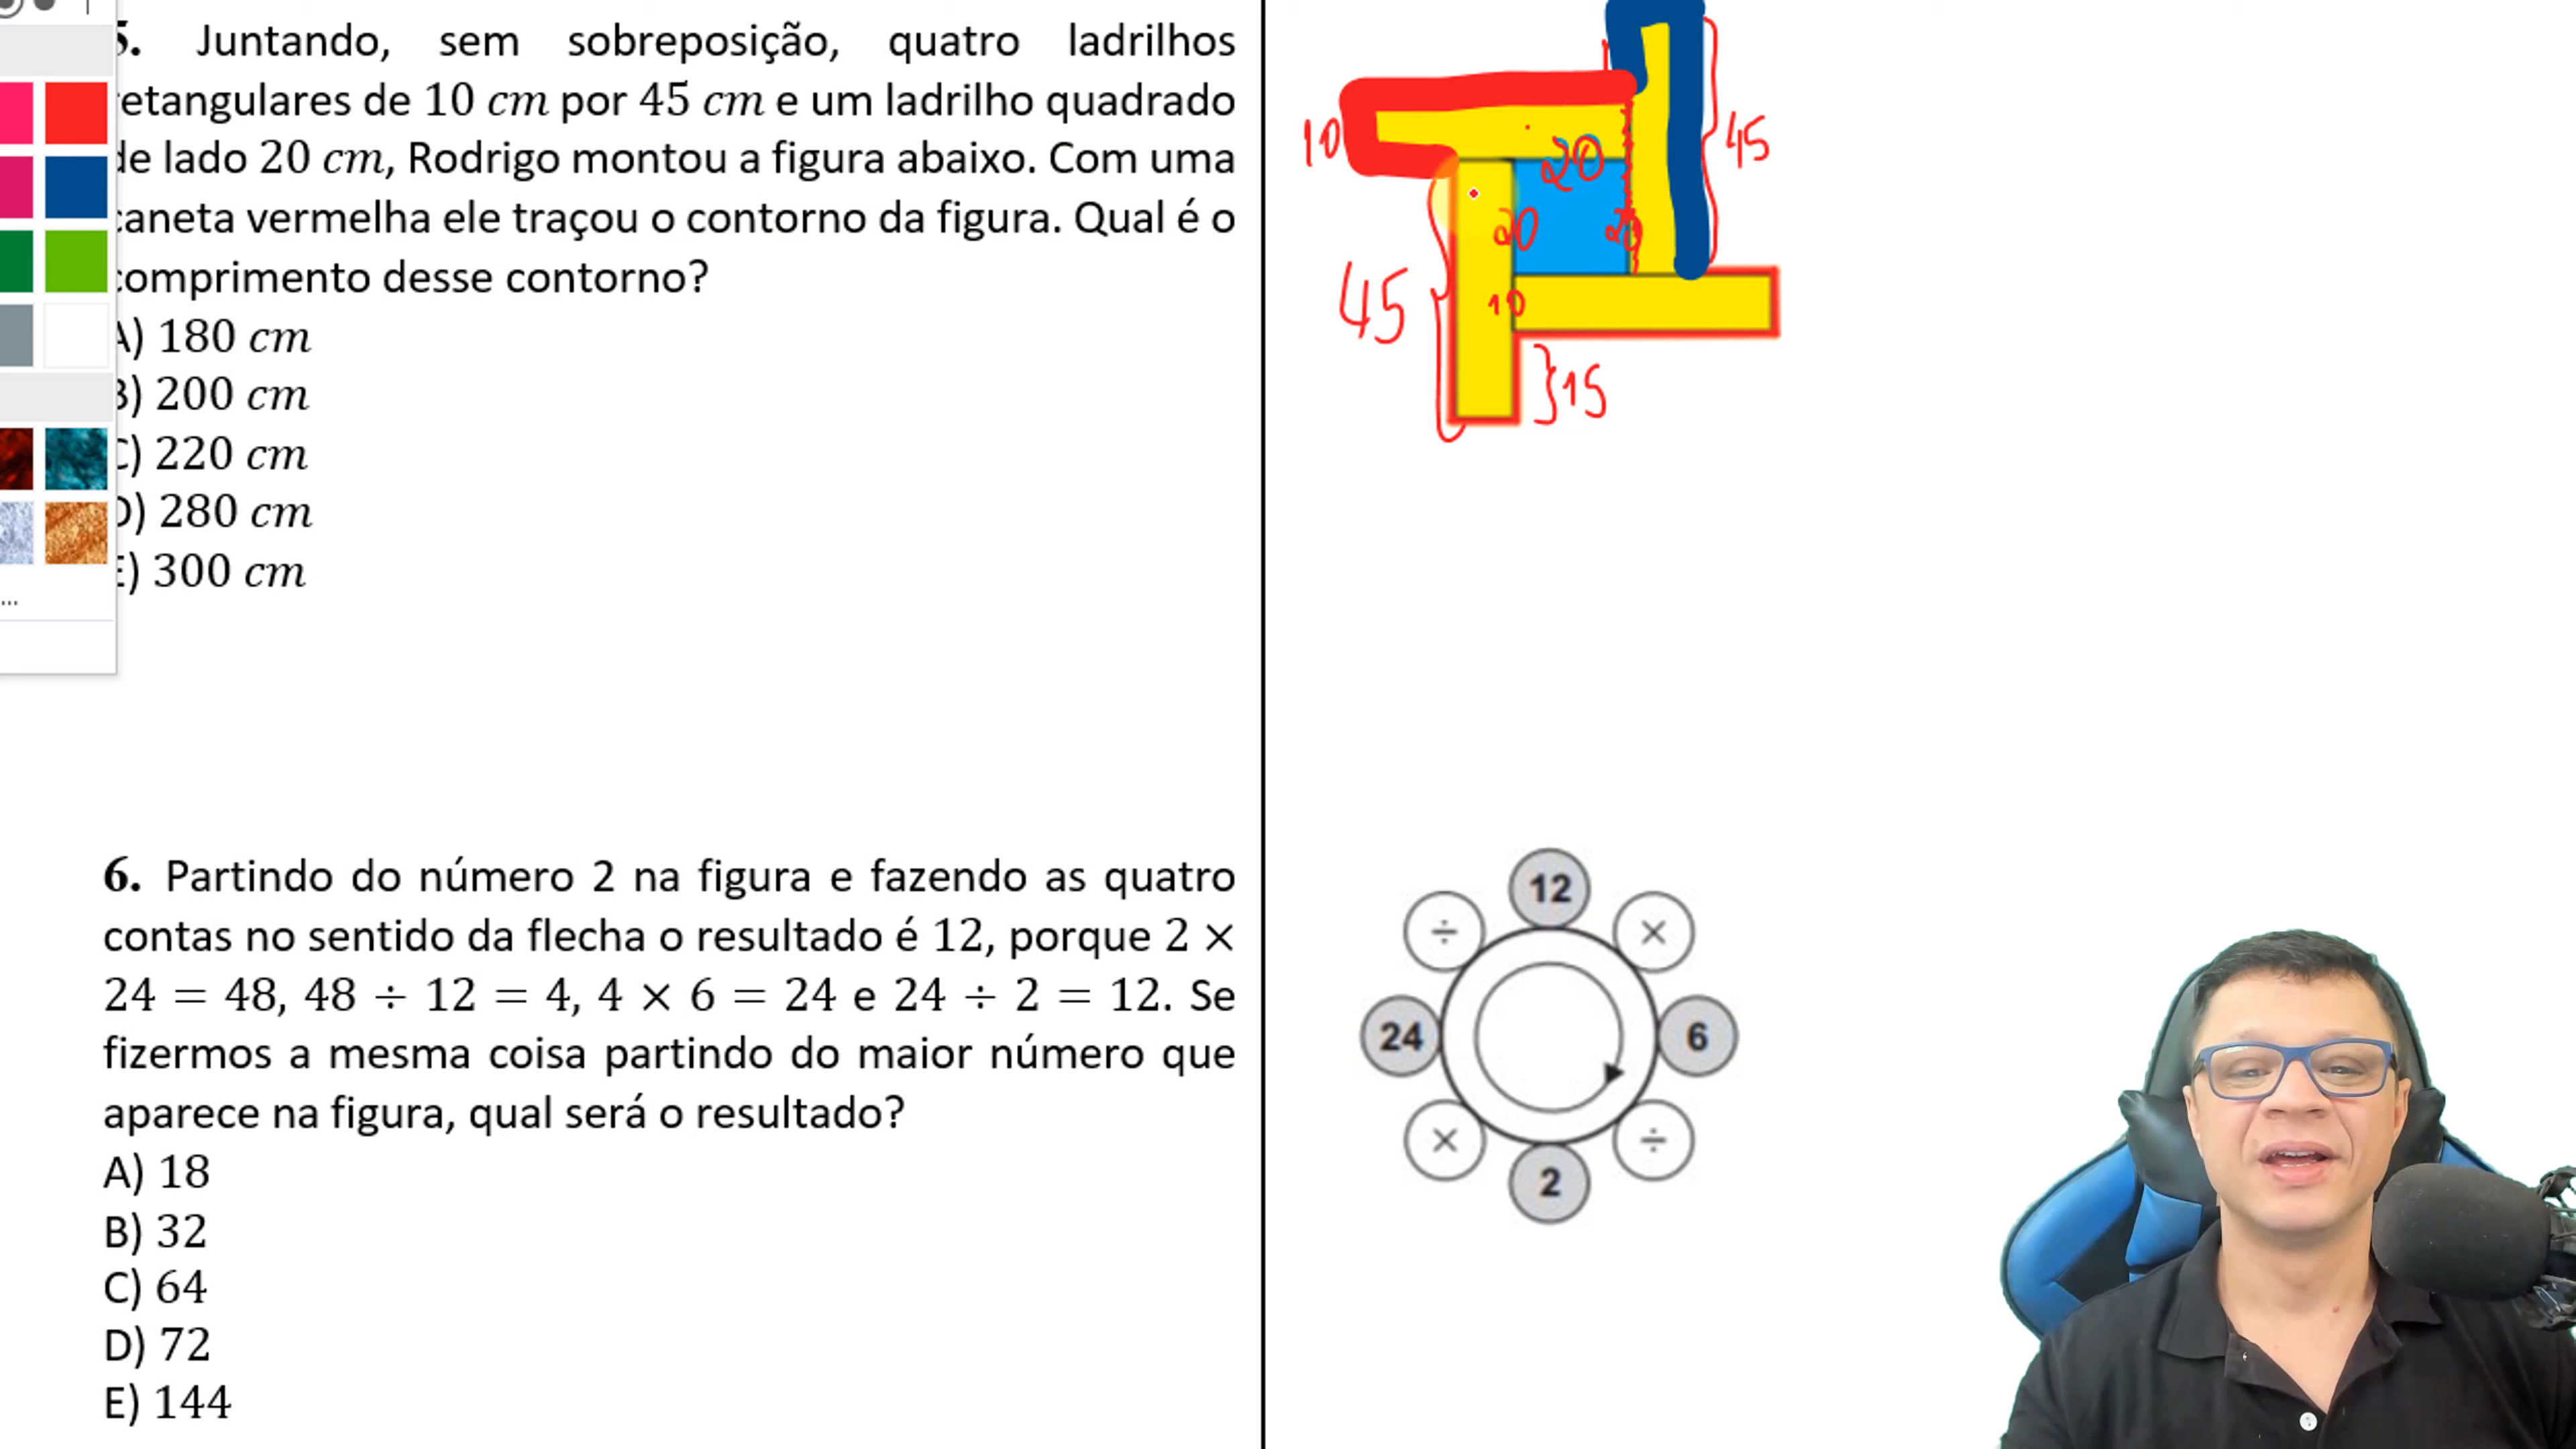 5. Juntando, sem sobreposição, quatro ladrilhos
retangulares de 10 cm por 45 cm e um ladrilho quadrado
de lado 20 cm, Rodrigo montou a figura abaixo. Com uma
caneta vermelha ele traçou o contorno da figura. Qual é o
comprimento desse contorno?
A) 180 cm
B) 200 cm
C) 220 cm
D) 280 cm
E) 300 cm
...
10
20
45
20
20
45
10
15
6. Partindo do número 2 na figura e fazendo as quatro
contas no sentido da flecha o resultado é 12, porque 2 ×
24 = 48, 48 ÷ 12 = 4, 4 × 6 = 24 e 24 ÷ 2 = 12. Se
fizermos a mesma coisa partindo do maior número que
aparece na figura, qual será o resultado?
A) 18
B) 32
C) 64
D) 72
E) 144
12
÷ ×
24 6
× ÷
2